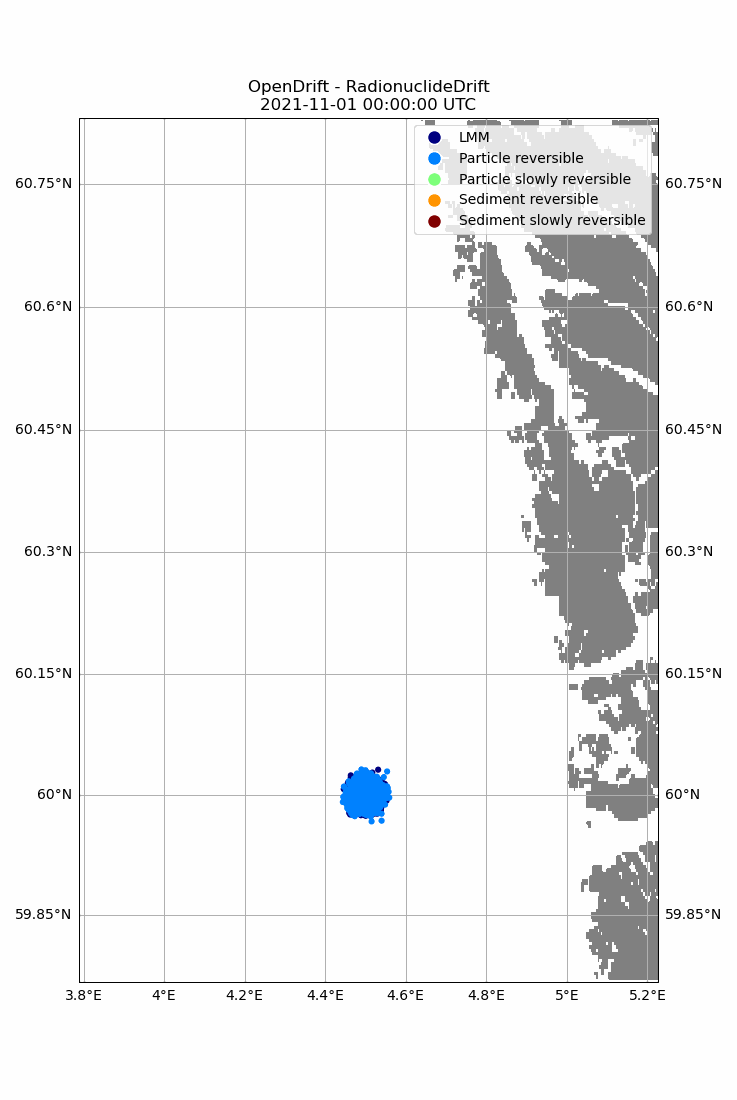 OpenDrift - RadionuclideDrift
2021-11-01 00:00:00 UTC
LMM
Particle reversible
Particle slowly reversible
Sediment reversible
Sediment slowly reversible
60.75°N 60.75°N
60.6°N 60.6°N
60.45°N 60.45°N
60.3°N 60.3°N
60.15°N 60.15°N
60°N 60°N
59.85°N 59.85°N
3.8°E 4°E 4.2°E 4.4°E 4.6°E 4.8°E 5°E 5.2°E